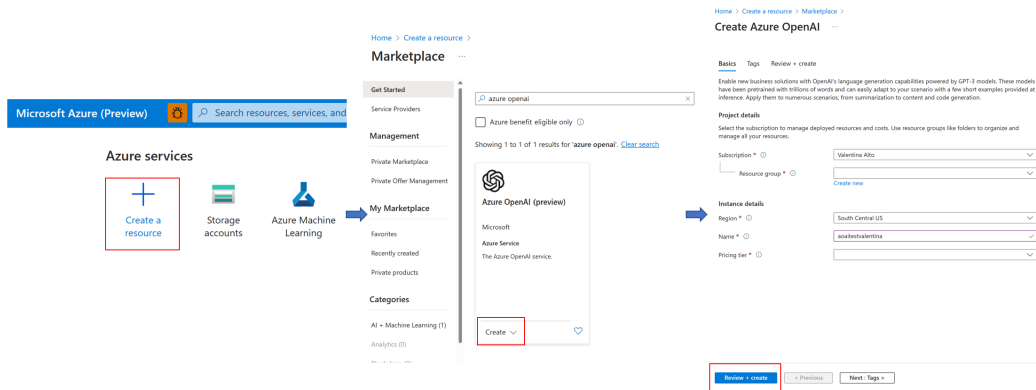 Microsoft Azure (Preview)
Search resources, services, and
Azure services
Create a
resource
Storage
accounts
Azure Machine
Learning
Home > Create a resource >
Marketplace ...
Get Started
Service Providers
Management
Private Marketplace
Private Offer Management
My Marketplace
Favorites
Recently created
Private products
Categories
AI + Machine Learning (1)
Analytics (0)
azure openai
Azure benefit eligible only
Showing 1 to 1 of 1 results for 'azure openai'. Clear search
Azure OpenAI (preview)
Microsoft
Azure Service
The Azure OpenAI service.
Create
Home > Create a resource > Marketplace >
Create Azure OpenAI ...
Basics Tags Review + create
Enable new business solutions with OpenAI's language generation capabilities powered by GPT-3 models. These models
have been pretrained with trillions of words and can easily adapt to your scenario with a few short examples provided at
inference. Apply them to numerous scenarios, from summarization to content and code generation.
Project details
Select the subscription to manage deployed resources and costs. Use resource groups like folders to organize and
manage all your resources.
Subscription * Valentina Alto
Resource group *
Create new
Instance details
Region * South Central US
Name * aoaitestvalentina
Pricing tier *
Review + create < Previous Next : Tags >